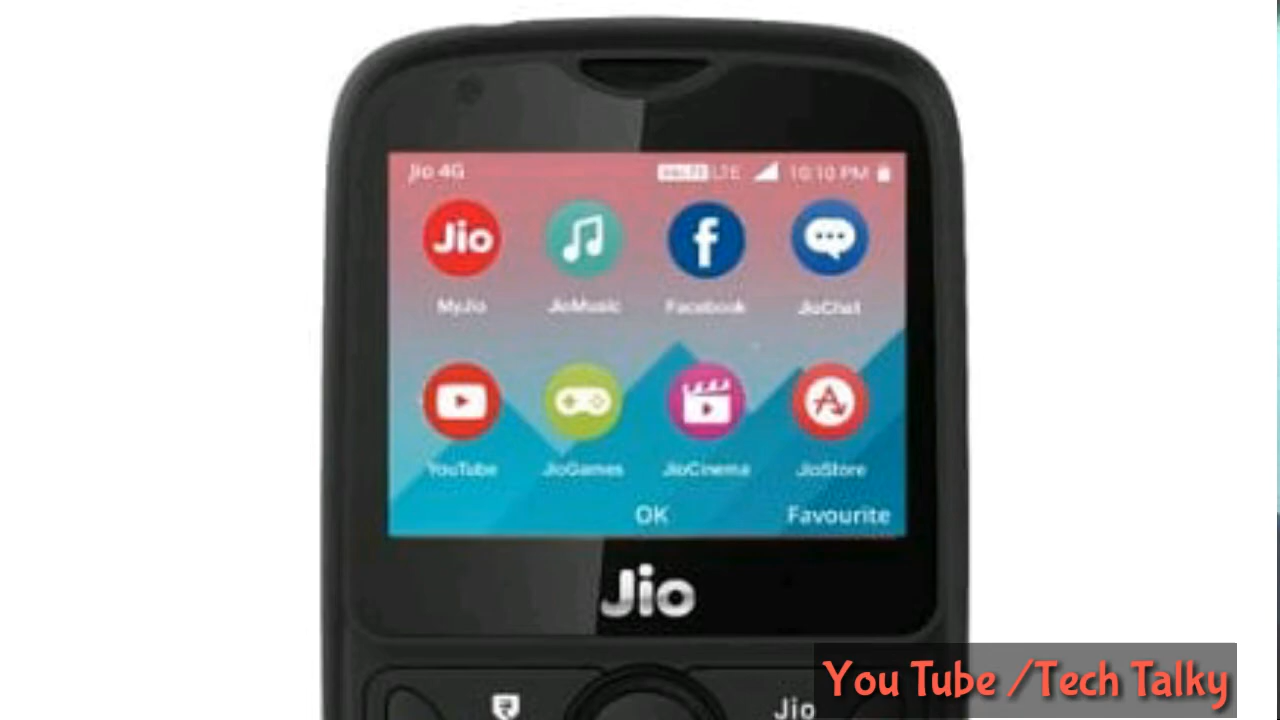 Jio 4G VoLTE LTE 10:10 PM
Jio
MyJio JioMusic Facebook JioChat
YouTube JioGames JioCinema JioStore
OK Favourite
Jio
Jio
You Tube /Tech Talky